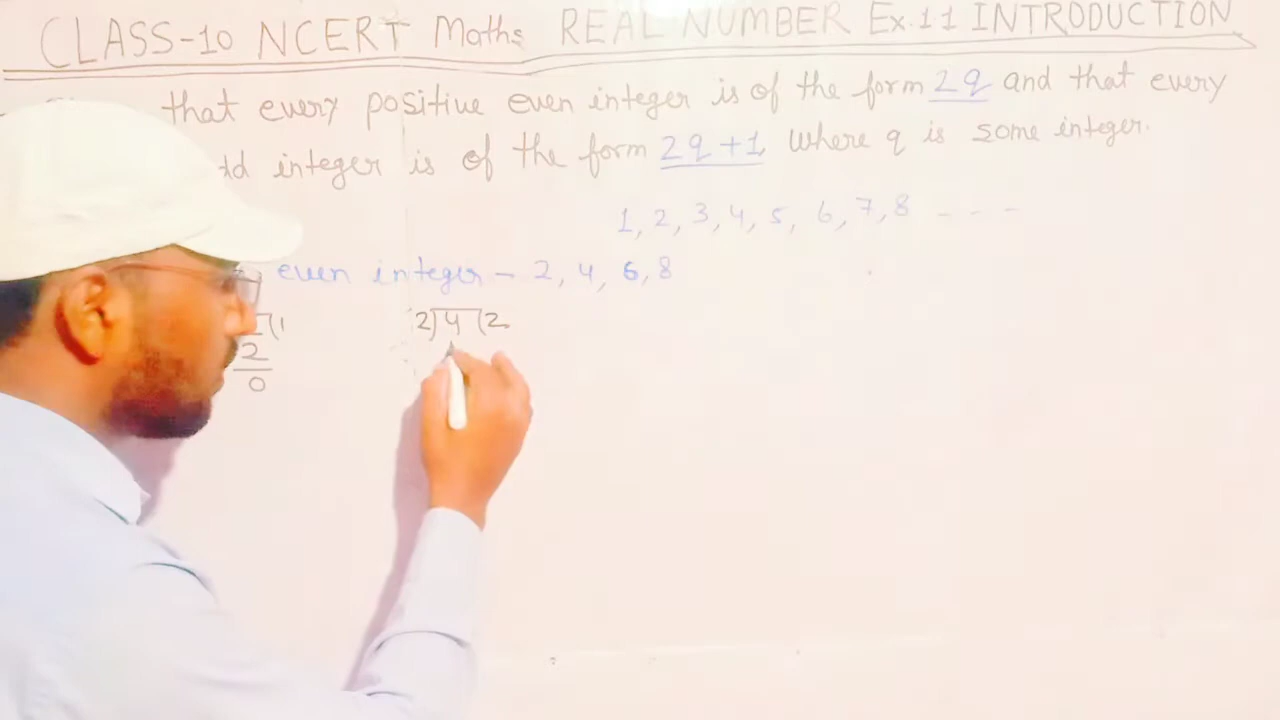 CLASS-10 NCERT Maths REAL NUMBER Ex.1.1 INTRODUCTION
that every positive even integer is of the form 2q and that every
integer is of the form 2q+1, where q is some integer.
1, 2, 3, 4, 5, 6, 7, 8 - - -
even integer - 2, 4, 6, 8
(1 2) 4 (2
2
0